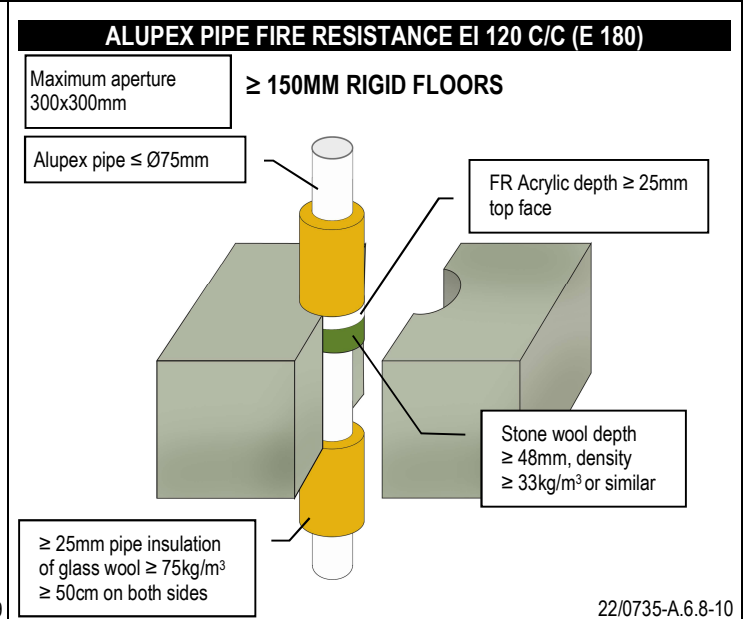 ALUPEX PIPE FIRE RESISTANCE EI 120 C/C (E 180)
Maximum aperture
300x300mm
≥ 150MM RIGID FLOORS
Alupex pipe ≤ Ø75mm
FR Acrylic depth ≥ 25mm
top face
Stone wool depth
≥ 48mm, density
≥ 33kg/m³ or similar
≥ 25mm pipe insulation
of glass wool ≥ 75kg/m³
≥ 50cm on both sides
22/0735-A.6.8-10